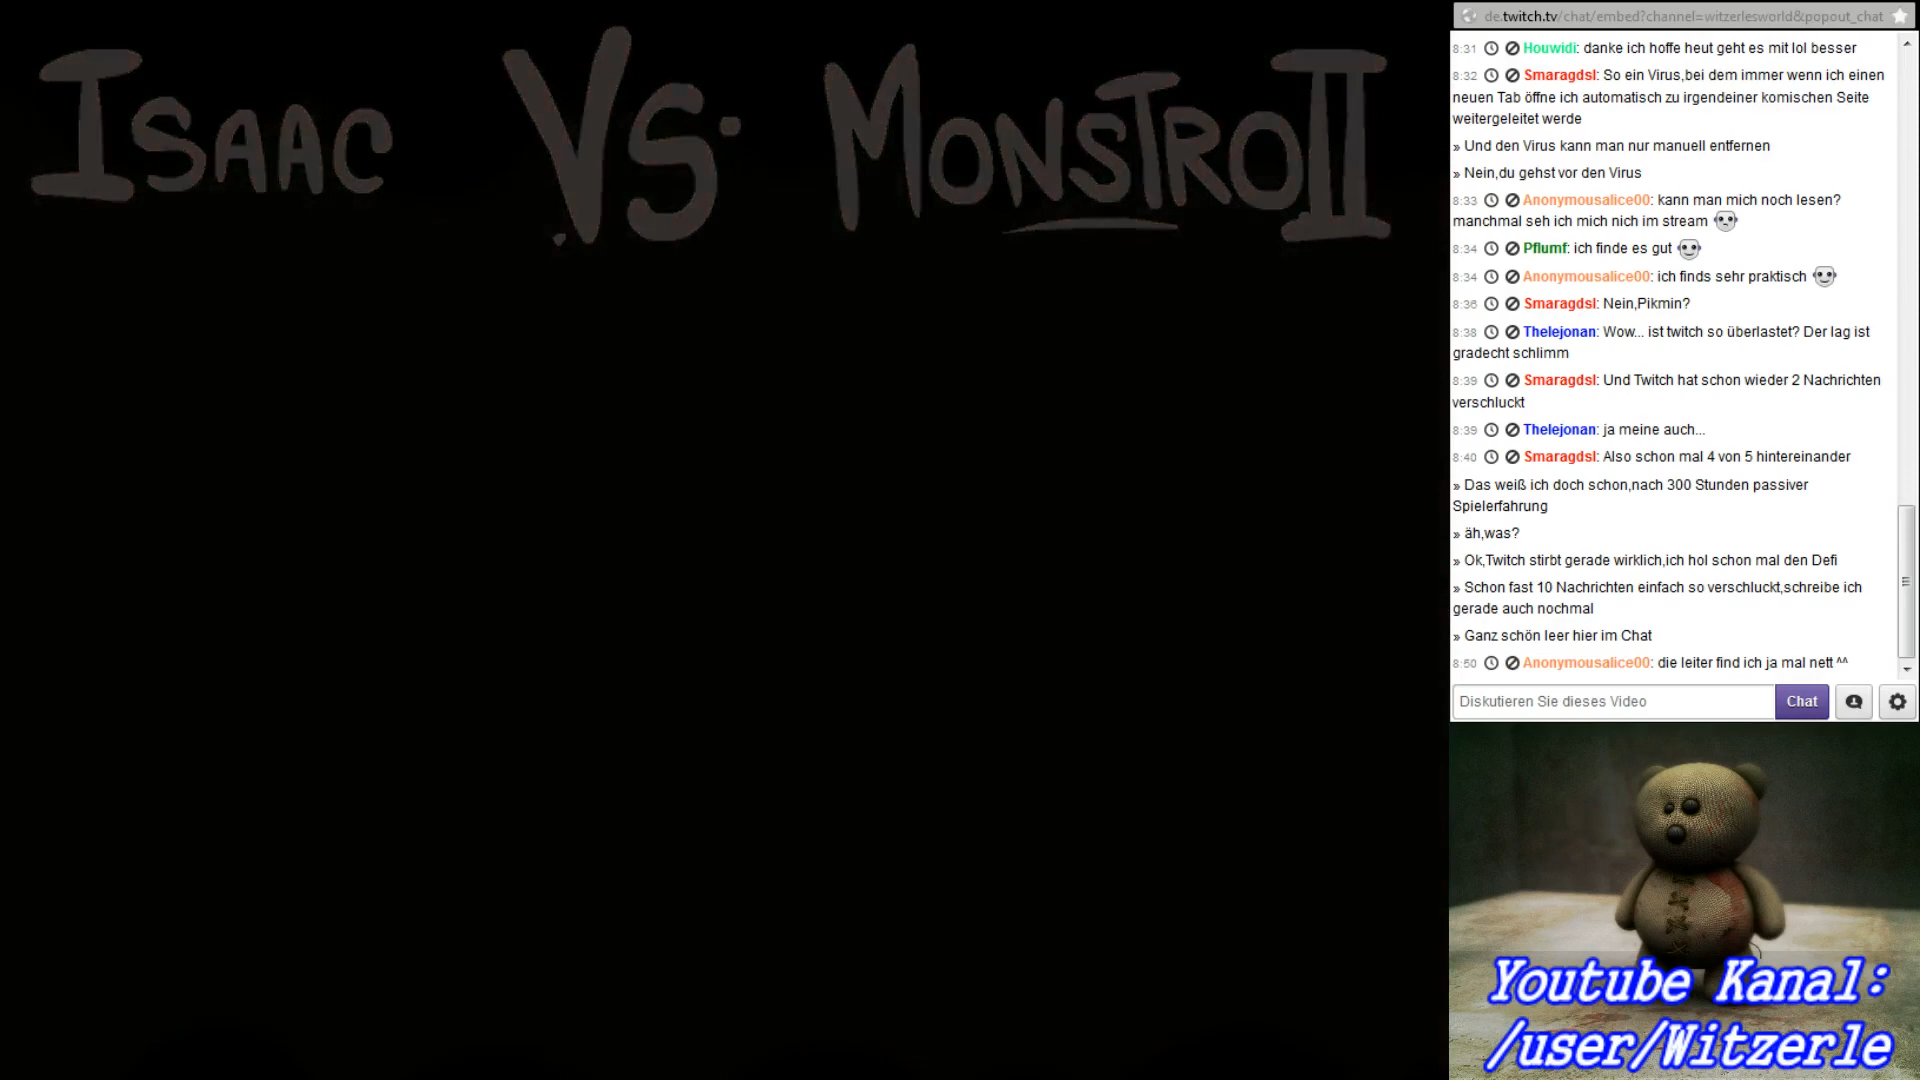 Isaac Vs. Monstro II
de.twitch.tv/chat/embed?channel=witzerlesworld&popout_chat
8:31 Houwidi: danke ich hoffe heut geht es mit lol besser
8:32 Smaragdsl: So ein Virus,bei dem immer wenn ich einen
neuen Tab öffne ich automatisch zu irgendeiner komischen Seite
weitergeleitet werde
» Und den Virus kann man nur manuell entfernen
» Nein,du gehst vor den Virus
8:33 Anonymousalice00: kann man mich noch lesen?
manchmal seh ich mich nich im stream
8:34 Pflumf: ich finde es gut
8:34 Anonymousalice00: ich finds sehr praktisch
8:36 Smaragdsl: Nein,Pikmin?
8:38 Thelejonan: Wow... ist twitch so überlastet? Der lag ist
gradecht schlimm
8:39 Smaragdsl: Und Twitch hat schon wieder 2 Nachrichten
verschluckt
8:39 Thelejonan: ja meine auch...
8:40 Smaragdsl: Also schon mal 4 von 5 hintereinander
» Das weiß ich doch schon,nach 300 Stunden passiver
Spielerfahrung
» äh,was?
» Ok,Twitch stirbt gerade wirklich,ich hol schon mal den Defi
» Schon fast 10 Nachrichten einfach so verschluckt,schreibe ich
gerade auch nochmal
» Ganz schön leer hier im Chat
8:50 Anonymousalice00: die leiter find ich ja mal nett ^^
Diskutieren Sie dieses Video Chat
Youtube Kanal:
/user/Witzerle